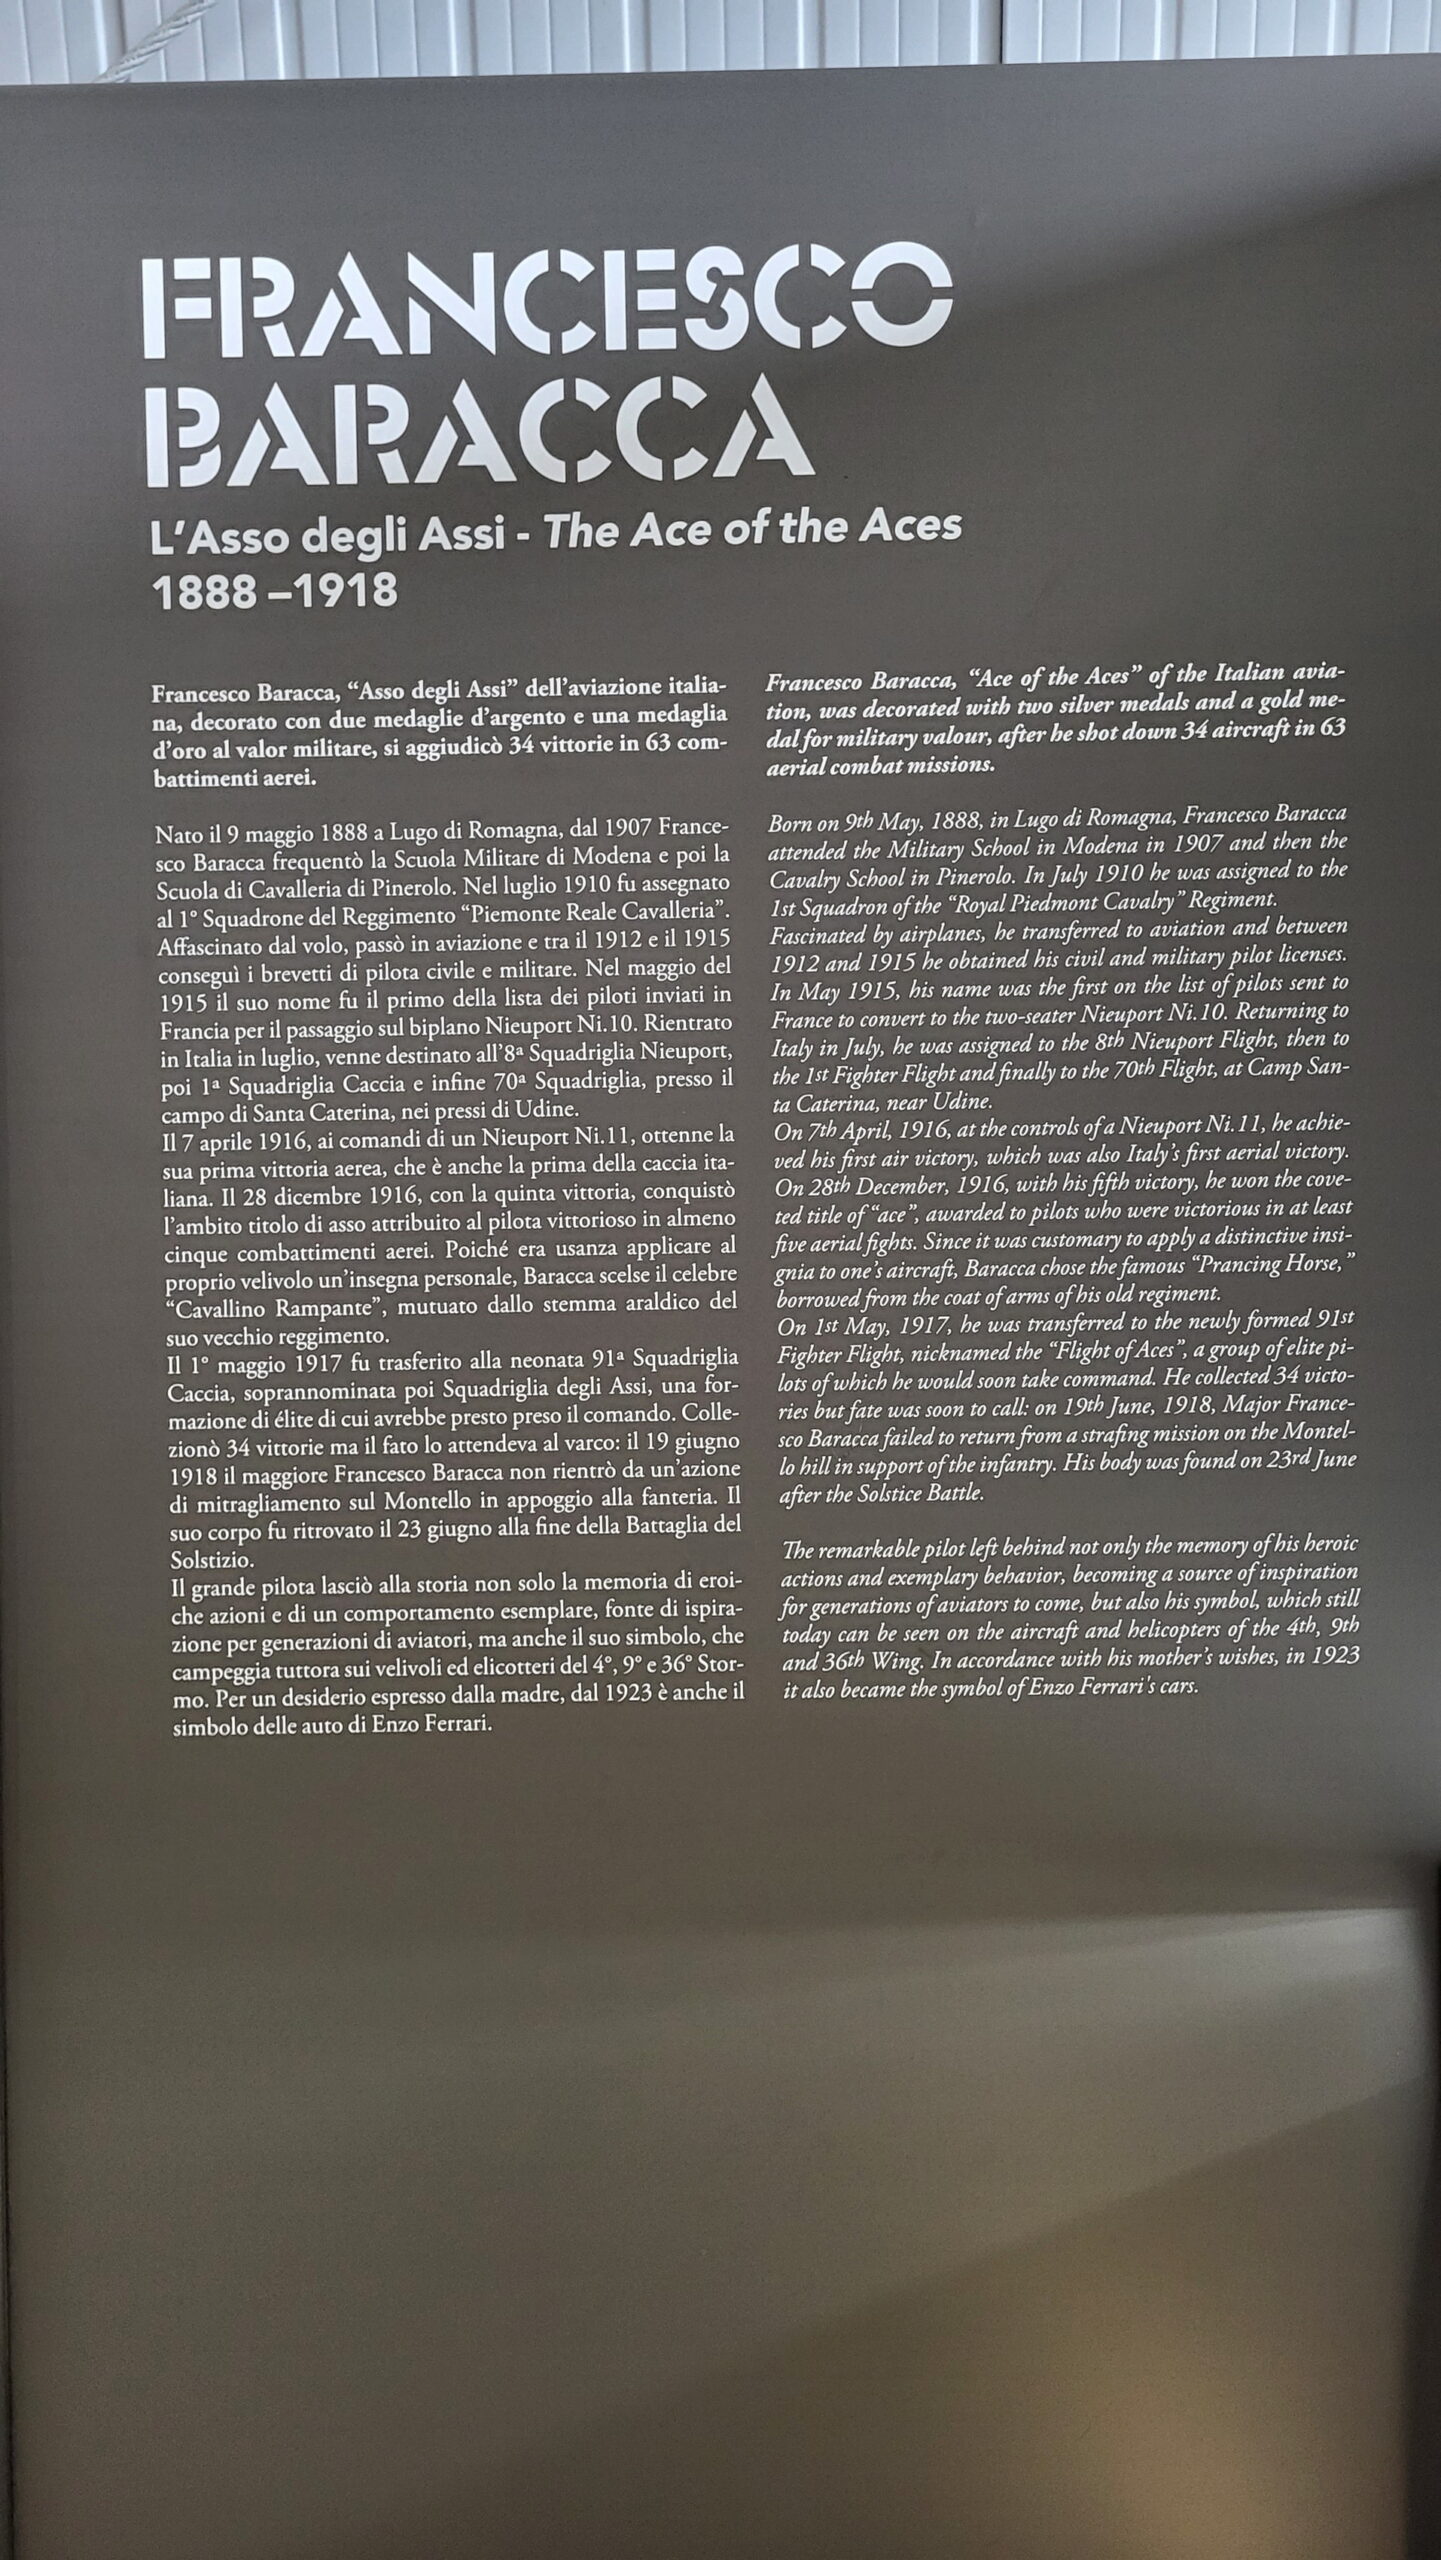 FRANCESCO
BARACCA
L'Asso degli Assi - The Ace of the Aces
1888 –1918
Francesco Baracca, “Asso degli Assi” dell’aviazione italia-
na, decorato con due medaglie d’argento e una medaglia
d’oro al valor militare, si aggiudicò 34 vittorie in 63 com-
battimenti aerei.
Nato il 9 maggio 1888 a Lugo di Romagna, dal 1907 France-
sco Baracca frequentò la Scuola Militare di Modena e poi la
Scuola di Cavalleria di Pinerolo. Nel luglio 1910 fu assegnato
al 1° Squadrone del Reggimento “Piemonte Reale Cavalleria”.
Affascinato dal volo, passò in aviazione e tra il 1912 e il 1915
conseguì i brevetti di pilota civile e militare. Nel maggio del
1915 il suo nome fu il primo della lista dei piloti inviati in
Francia per il passaggio sul biplano Nieuport Ni.10. Rientrato
in Italia in luglio, venne destinato all’8ª Squadriglia Nieuport,
poi 1ª Squadriglia Caccia e infine 70ª Squadriglia, presso il
campo di Santa Caterina, nei pressi di Udine.
Il 7 aprile 1916, ai comandi di un Nieuport Ni.11, ottenne la
sua prima vittoria aerea, che è anche la prima della caccia ita-
liana. Il 28 dicembre 1916, con la quinta vittoria, conquistò
l’ambito titolo di asso attribuito al pilota vittorioso in almeno
cinque combattimenti aerei. Poiché era usanza applicare al
proprio velivolo un’insegna personale, Baracca scelse il celebre
“Cavallino Rampante”, mutuato dallo stemma araldico del
suo vecchio reggimento.
Il 1° maggio 1917 fu trasferito alla neonata 91ª Squadriglia
Caccia, soprannominata poi Squadriglia degli Assi, una for-
mazione di élite di cui avrebbe presto preso il comando. Colle-
zionò 34 vittorie ma il fato lo attendeva al varco: il 19 giugno
1918 il maggiore Francesco Baracca non rientrò da un’azione
di mitragliamento sul Montello in appoggio alla fanteria. Il
suo corpo fu ritrovato il 23 giugno alla fine della Battaglia del
Solstizio.
Il grande pilota lasciò alla storia non solo la memoria di eroi-
che azioni e di un comportamento esemplare, fonte di ispira-
zione per generazioni di aviatori, ma anche il suo simbolo, che
campeggia tuttora sui velivoli ed elicotteri del 4°, 9° e 36° Stor-
mo. Per un desiderio espresso dalla madre, dal 1923 è anche il
simbolo delle auto di Enzo Ferrari.
Francesco Baracca, “Ace of the Aces” of the Italian avia-
tion, was decorated with two silver medals and a gold me-
dal for military valour, after he shot down 34 aircraft in 63
aerial combat missions.
Born on 9th May, 1888, in Lugo di Romagna, Francesco Baracca
attended the Military School in Modena in 1907 and then the
Cavalry School in Pinerolo. In July 1910 he was assigned to the
1st Squadron of the “Royal Piedmont Cavalry” Regiment.
Fascinated by airplanes, he transferred to aviation and between
1912 and 1915 he obtained his civil and military pilot licenses.
In May 1915, his name was the first on the list of pilots sent to
France to convert to the two-seater Nieuport Ni.10. Returning to
Italy in July, he was assigned to the 8th Nieuport Flight, then to
the 1st Fighter Flight and finally to the 70th Flight, at Camp San-
ta Caterina, near Udine.
On 7th April, 1916, at the controls of a Nieuport Ni.11, he achie-
ved his first air victory, which was also Italy’s first aerial victory.
On 28th December, 1916, with his fifth victory, he won the cove-
ted title of “ace”, awarded to pilots who were victorious in at least
five aerial fights. Since it was customary to apply a distinctive insi-
gnia to one’s aircraft, Baracca chose the famous “Prancing Horse,”
borrowed from the coat of arms of his old regiment.
On 1st May, 1917, he was transferred to the newly formed 91st
Fighter Flight, nicknamed the “Flight of Aces”, a group of elite pi-
lots of which he would soon take command. He collected 34 victo-
ries but fate was soon to call: on 19th June, 1918, Major France-
sco Baracca failed to return from a strafing mission on the Montel-
lo hill in support of the infantry. His body was found on 23rd June
after the Solstice Battle.
The remarkable pilot left behind not only the memory of his heroic
actions and exemplary behavior, becoming a source of inspiration
for generations of aviators to come, but also his symbol, which still
today can be seen on the aircraft and helicopters of the 4th, 9th
and 36th Wing. In accordance with his mother’s wishes, in 1923
it also became the symbol of Enzo Ferrari's cars.